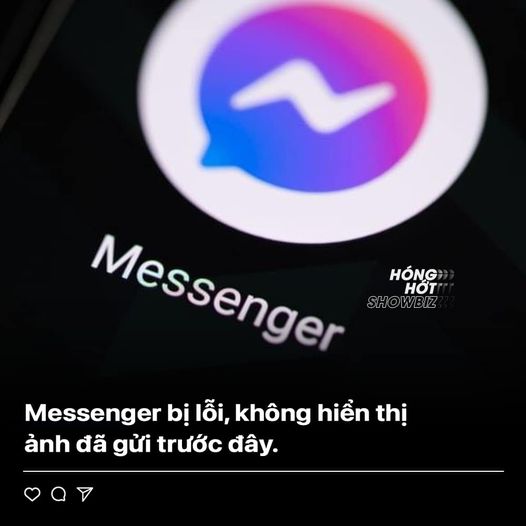 Messenger
HÓNG
HỚT
SHOWBIZ
Messenger bị lỗi, không hiển thị
ảnh đã gửi trước đây.